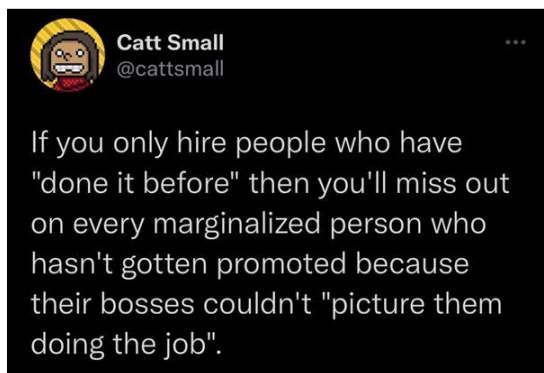 Catt Small
@cattsmall
If you only hire people who have
"done it before" then you'll miss out
on every marginalized person who
hasn't gotten promoted because
their bosses couldn't "picture them
doing the job".